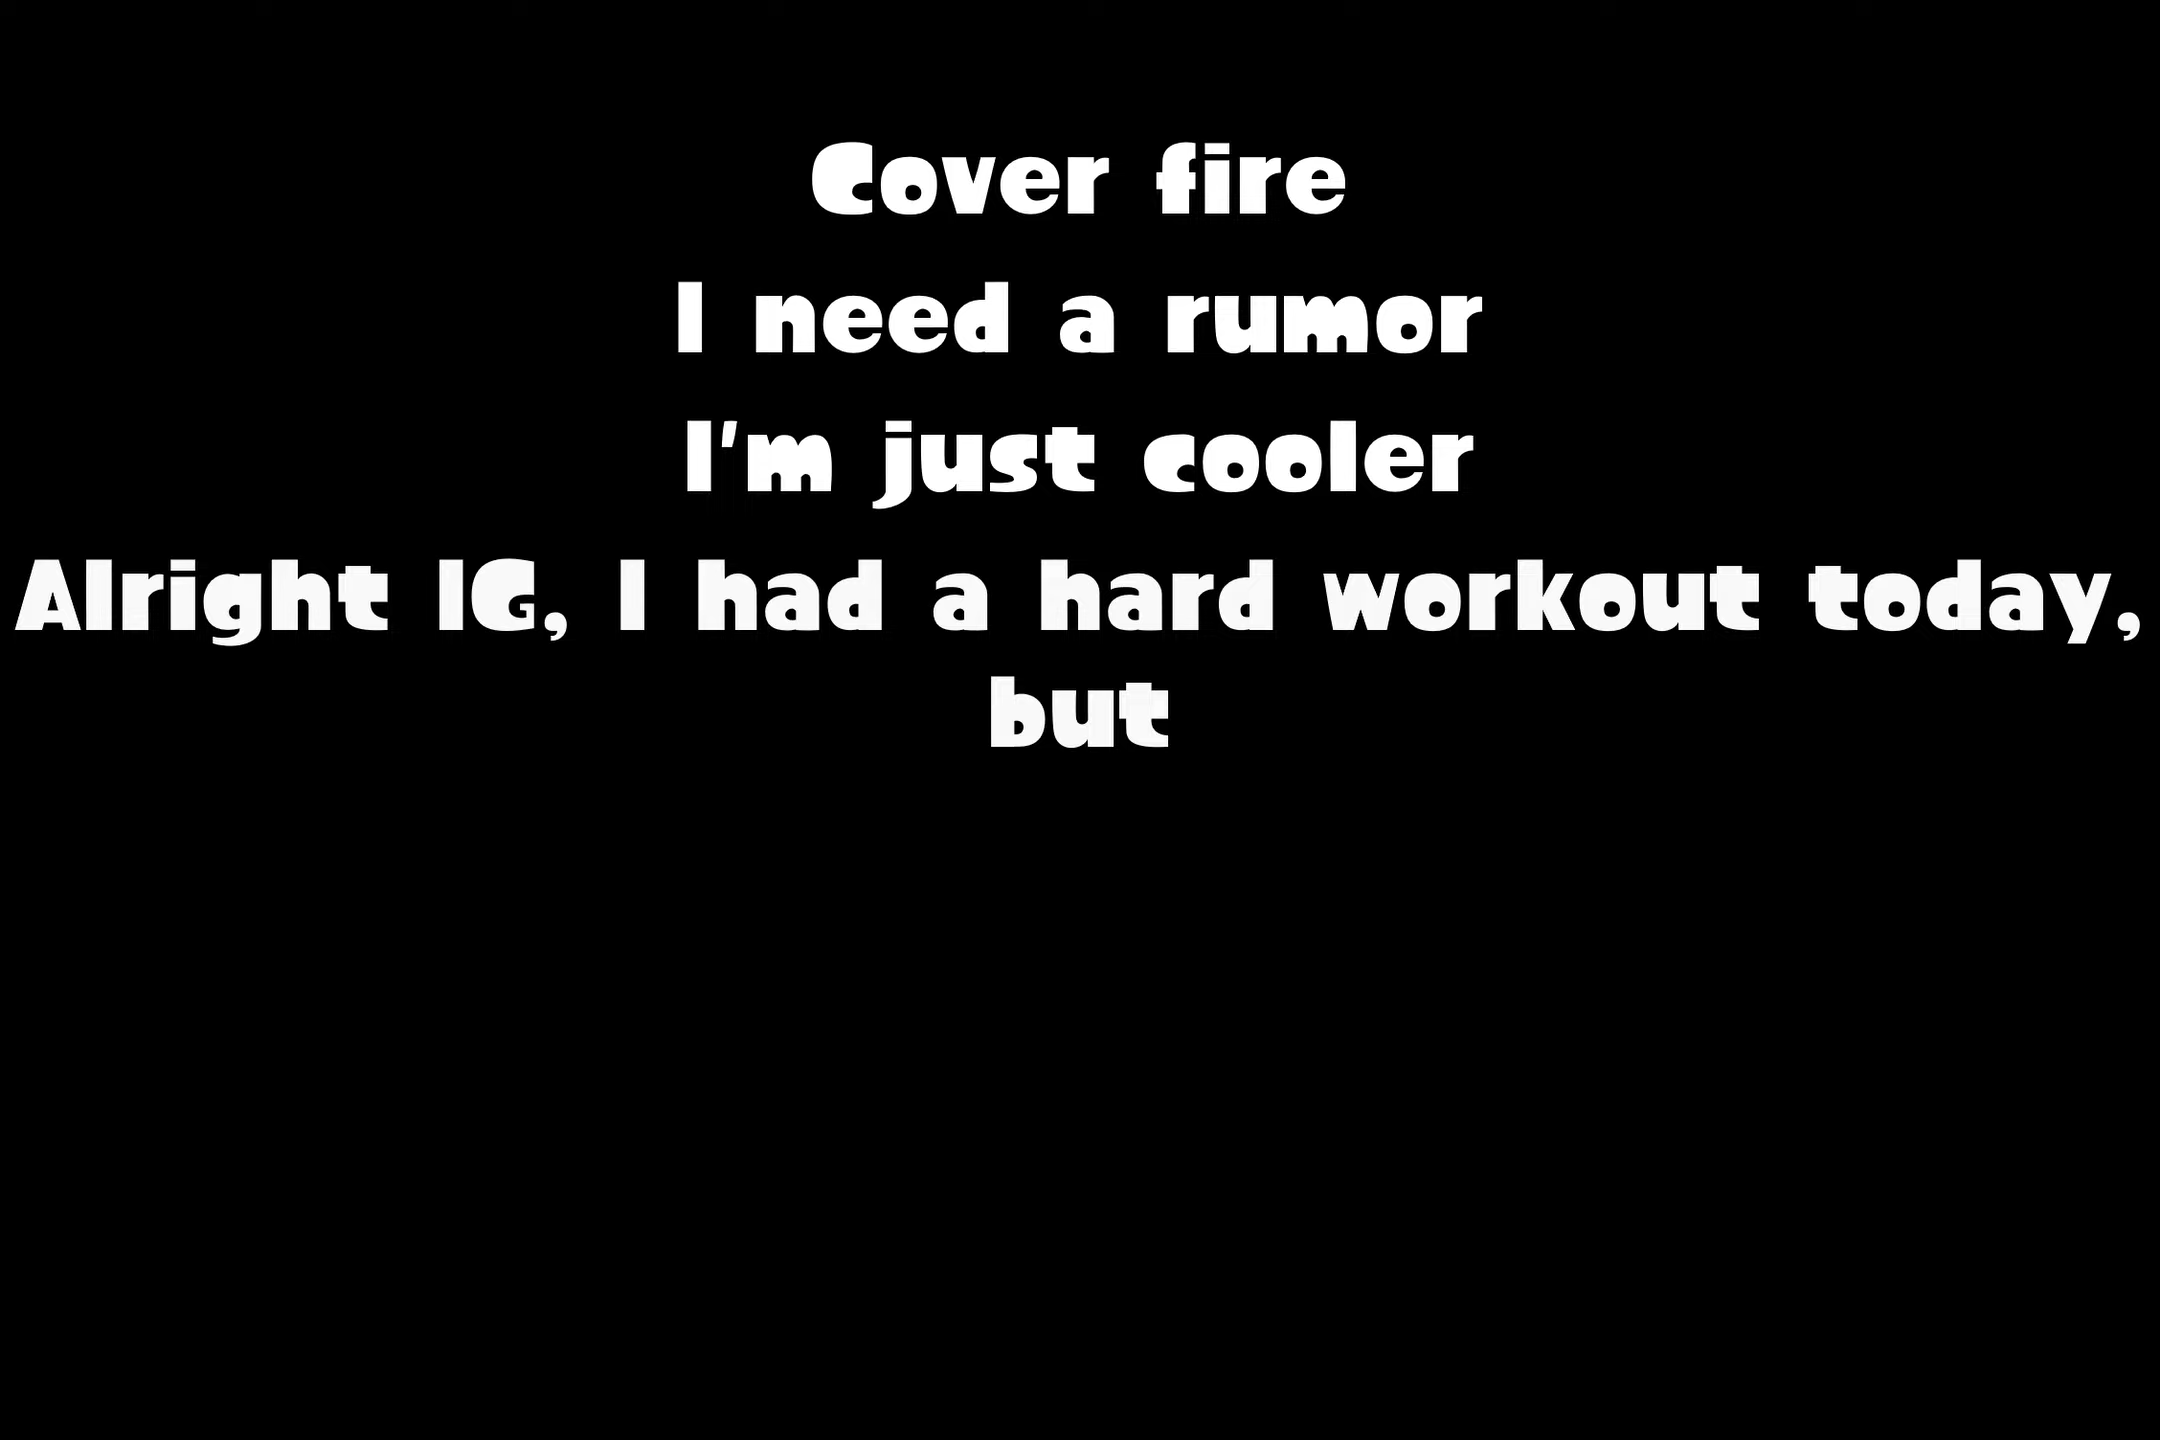 Cover fire
I need a rumor
I'm just cooler
Alright IG, I had a hard workout today,
but